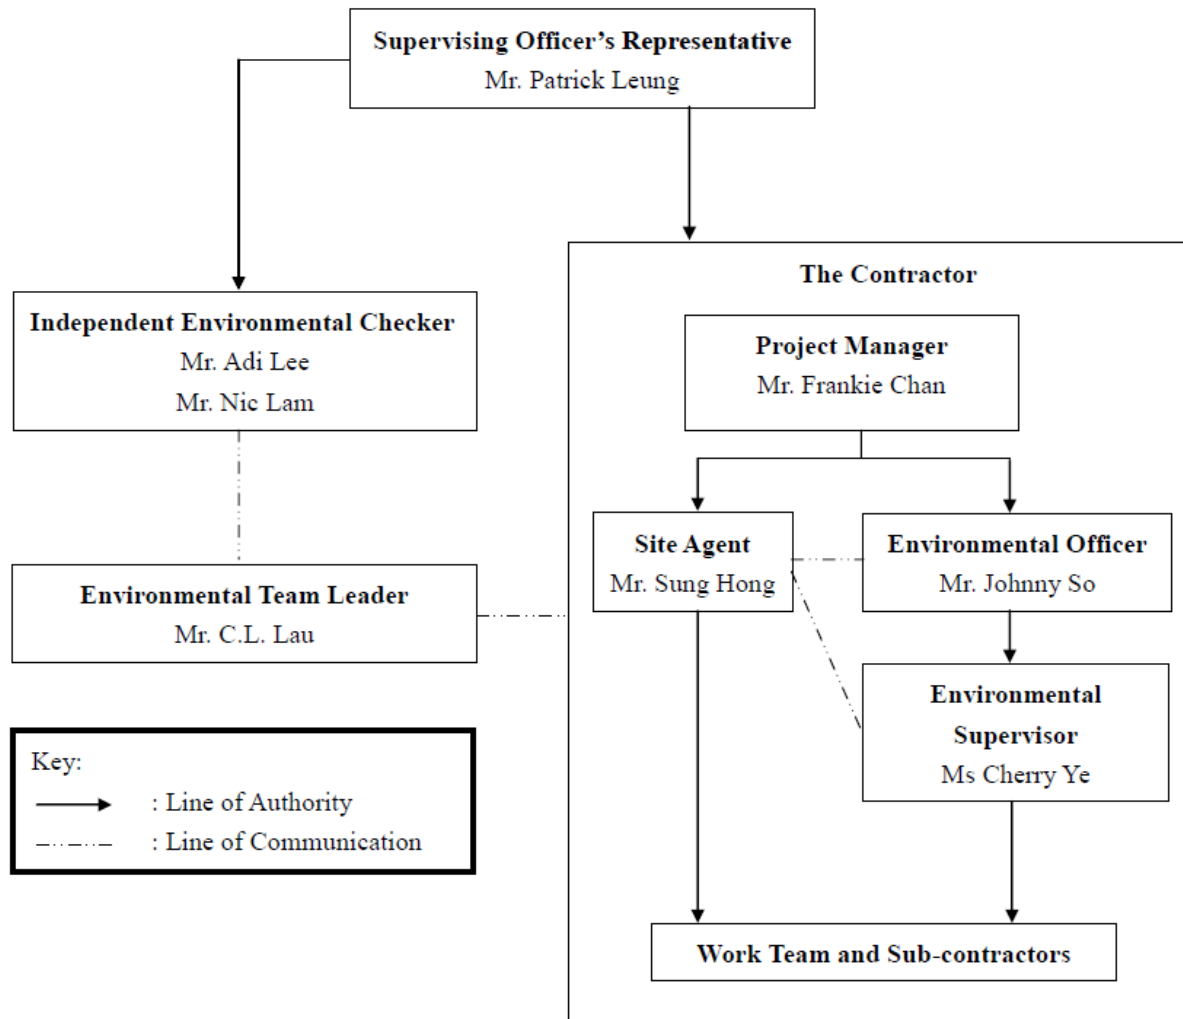 Supervising Officer’s Representative
Mr. Patrick Leung
The Contractor
Independent Environmental Checker
Mr. Adi Lee
Mr. Nic Lam
Project Manager
Mr. Frankie Chan
Site Agent
Mr. Sung Hong
Environmental Officer
Mr. Johnny So
Environmental Team Leader
Mr. C.L. Lau
Environmental
Supervisor
Ms Cherry Ye
Key:
: Line of Authority
: Line of Communication
Work Team and Sub-contractors